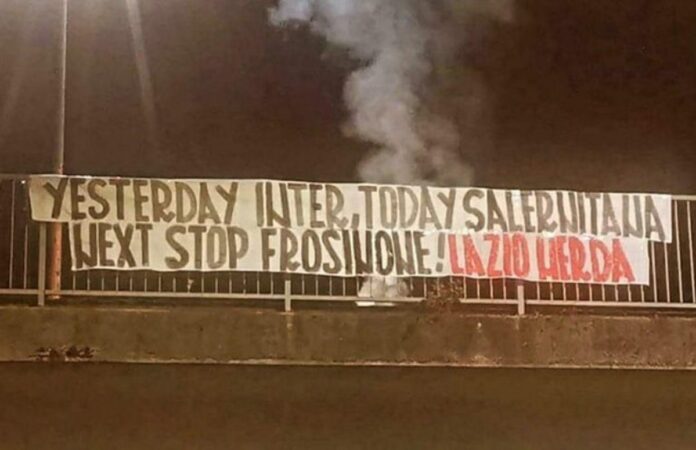 YESTERDAY INTER, TODAY SALERNITANA
NEXT STOP FROSINONE! LAZIO MERDA